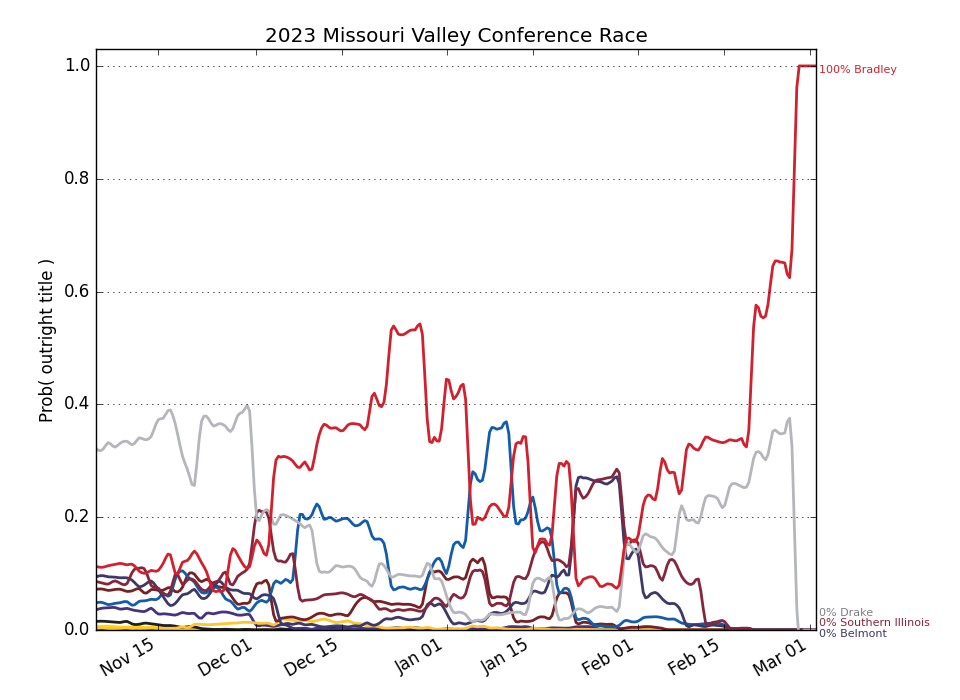 2023 Missouri Valley Conference Race
Prob( outright title )
1.0
0.8
0.6
0.4
0.2
0.0
Nov 15
Dec 01
Dec 15
Jan 01
Jan 15
Feb 01
Feb 15
Mar 01
100% Bradley
0% Drake
0% Southern Illinois
0% Belmont